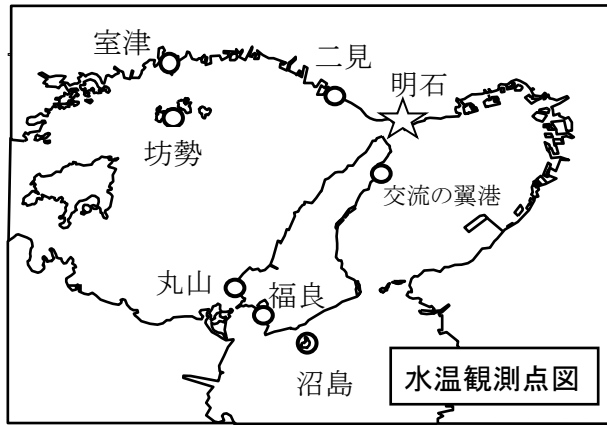 室津
二見
明石
坊勢
交流の翼港
丸山
福良
沼島
水温観測点図